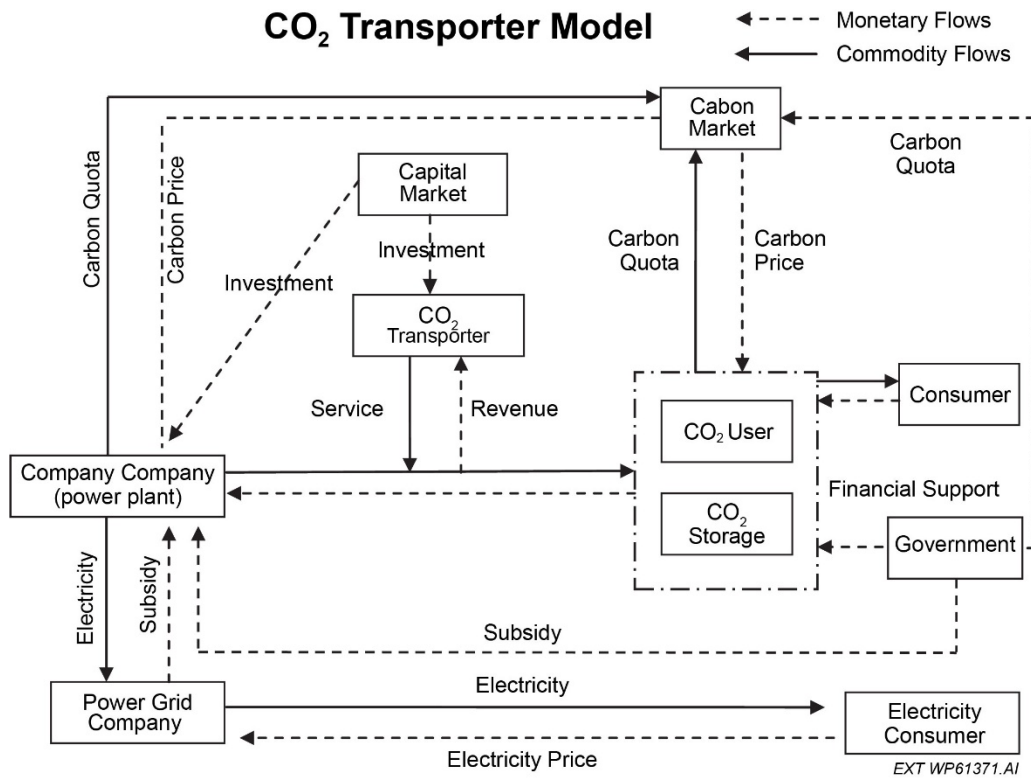 CO₂ Transporter Model
Monetary Flows
Commodity Flows
Cabon
Market
Carbon
Quota
Capital
Market
Carbon Quota
Carbon Price
Investment
Investment
Carbon
Quota
Carbon
Price
CO₂
Transporter
Service
Revenue
Consumer
CO₂ User
Company Company
(power plant)
Financial Support
CO₂
Storage
Government
Electricity
Subsidy
Subsidy
Power Grid
Company
Electricity
Electricity
Consumer
Electricity Price
EXT WP61371.AI